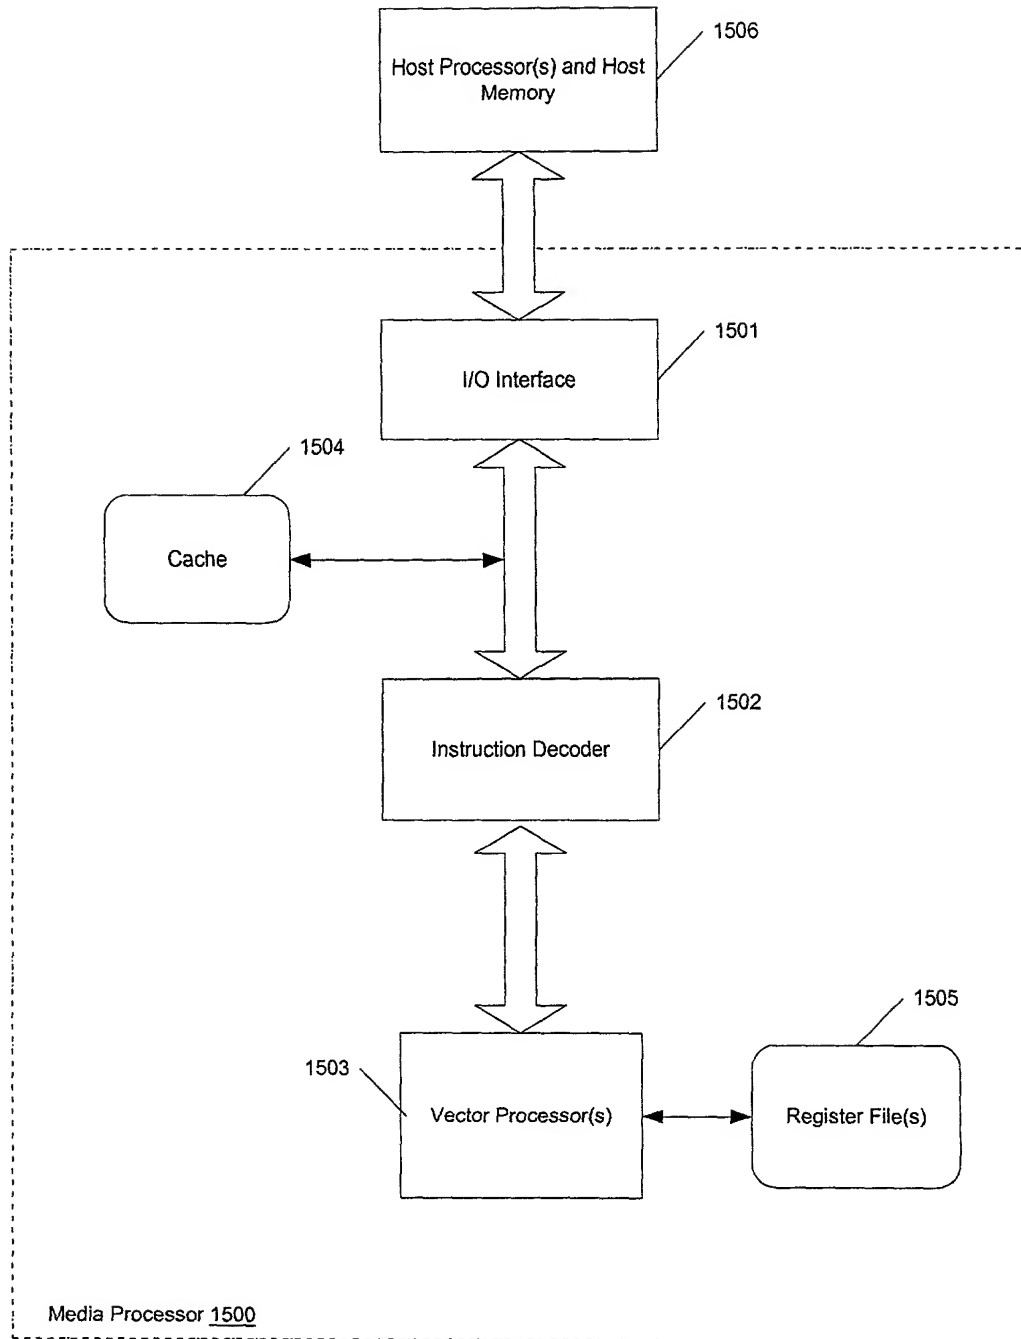 1506
Host Processor(s) and Host
Memory
1501
I/O Interface
1504
Cache
1502
Instruction Decoder
1505
1503
Vector Processor(s)
Register File(s)
Media Processor 1500